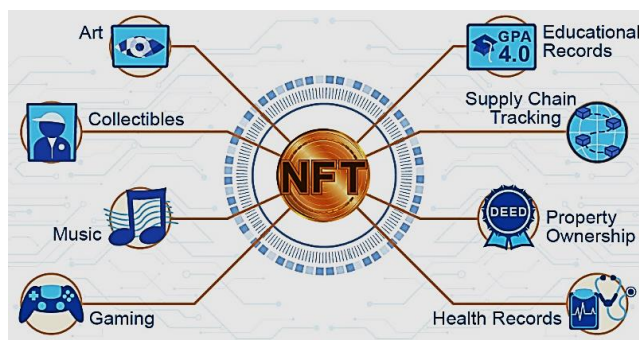 Art
GPA
4.0
Educational
Records
Collectibles
Supply Chain
Tracking
NFT
Music
DEED
Property
Ownership
Gaming
Health Records